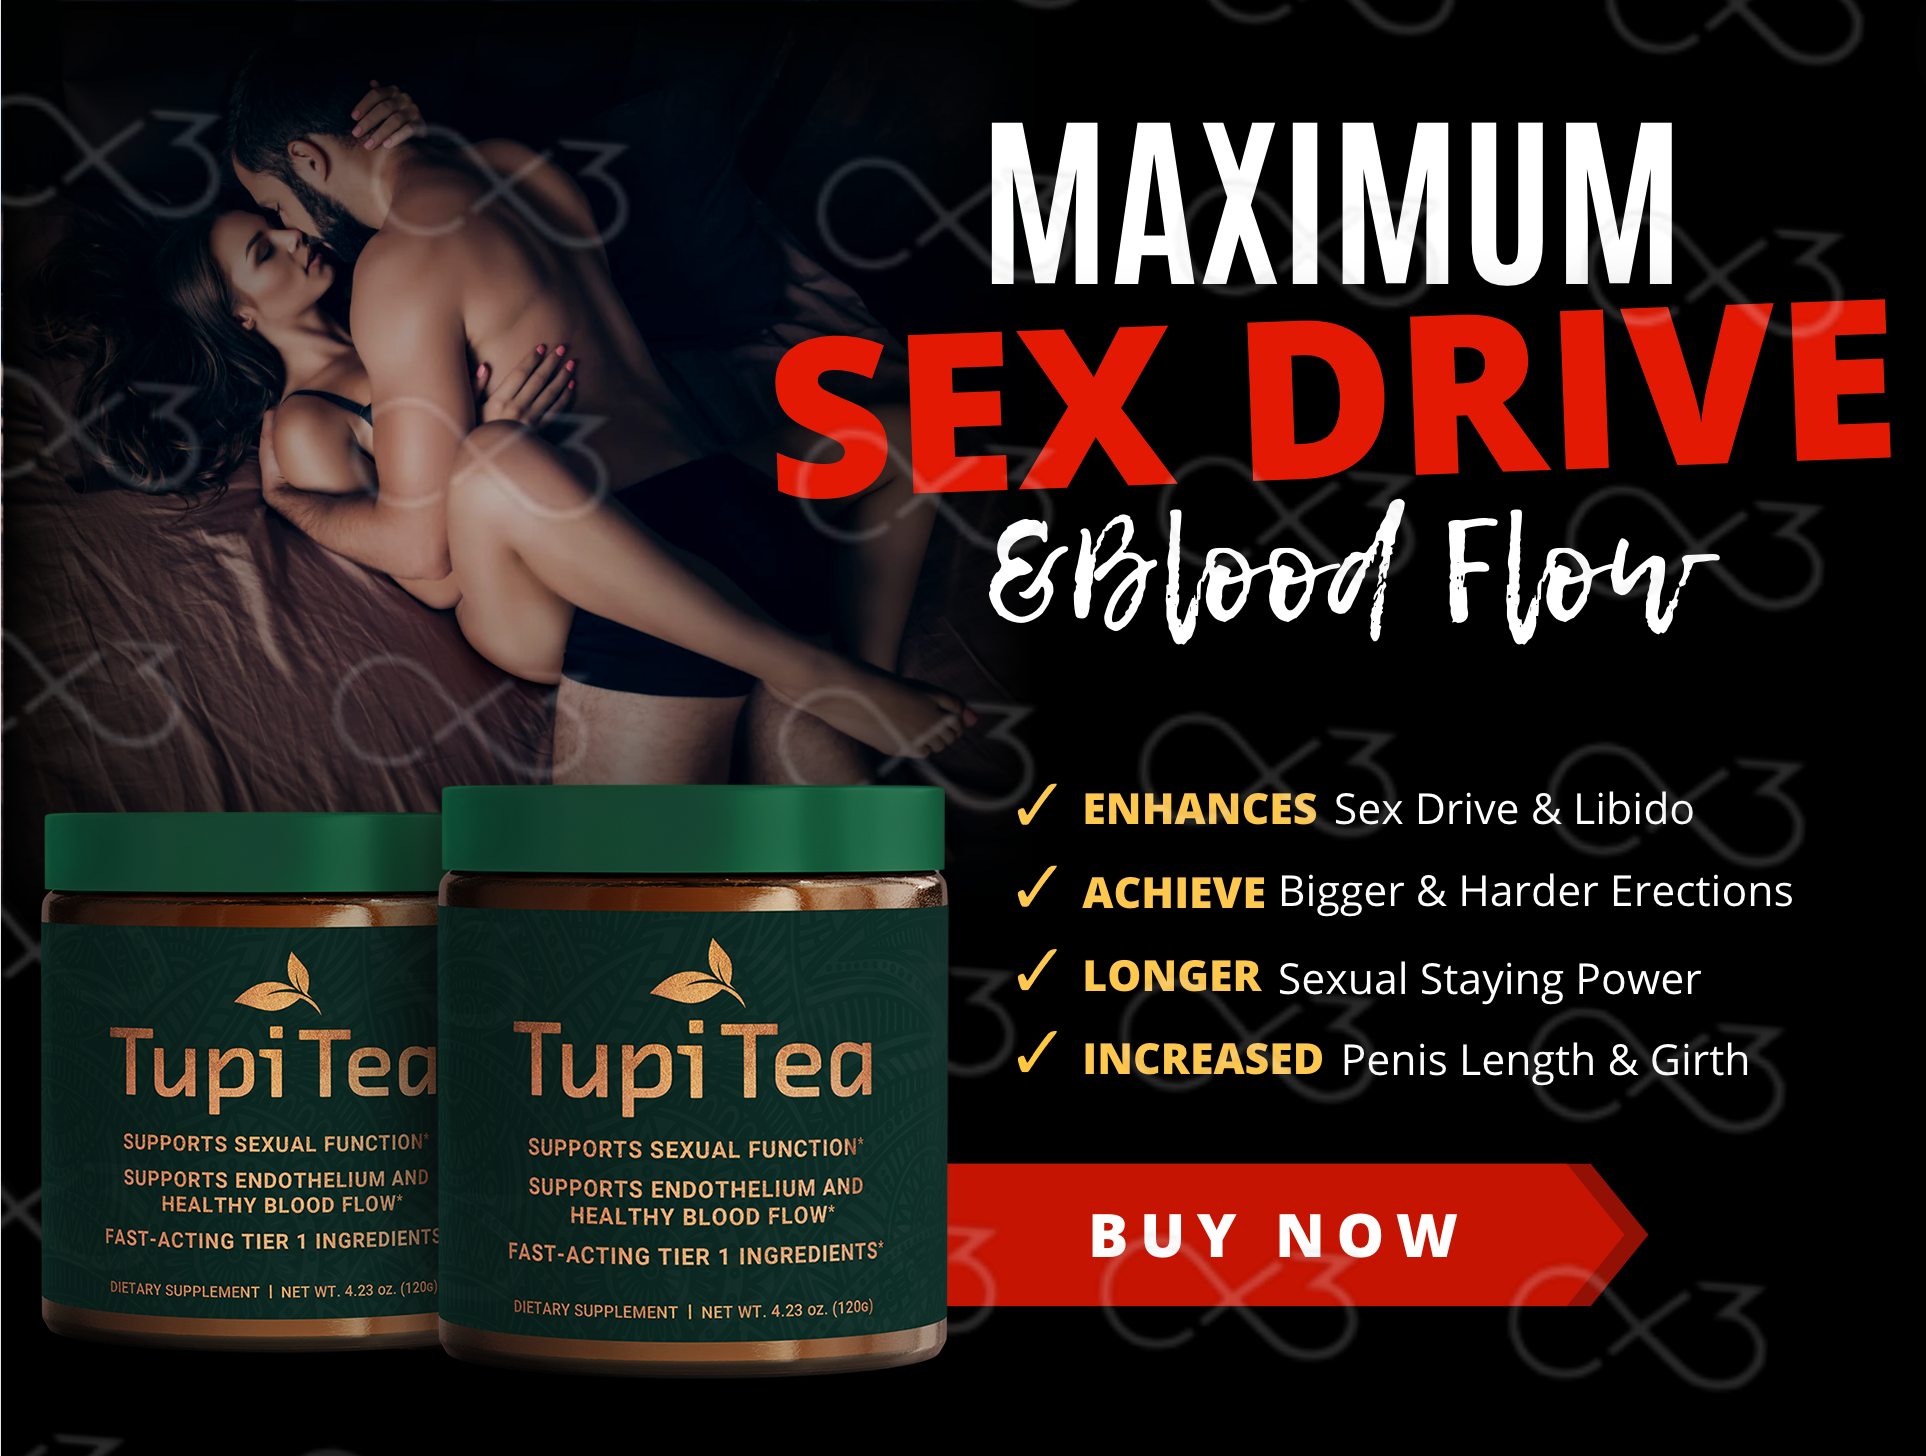 MAXIMUM
SEX DRIVE
&Blood Flow
✓ ENHANCES Sex Drive & Libido
✓ ACHIEVE Bigger & Harder Erections
✓ LONGER Sexual Staying Power
✓ INCREASED Penis Length & Girth
BUY NOW
Tupi Tea
SUPPORTS SEXUAL FUNCTION*
SUPPORTS ENDOTHELIUM AND
HEALTHY BLOOD FLOW*
FAST-ACTING TIER 1 INGREDIENTS
DIETARY SUPPLEMENT | NET WT. 4.23 oz. (120G)
Tupi Tea
SUPPORTS SEXUAL FUNCTION*
SUPPORTS ENDOTHELIUM AND
HEALTHY BLOOD FLOW*
FAST-ACTING TIER 1 INGREDIENTS*
DIETARY SUPPLEMENT | NET WT. 4.23 oz. (120G)